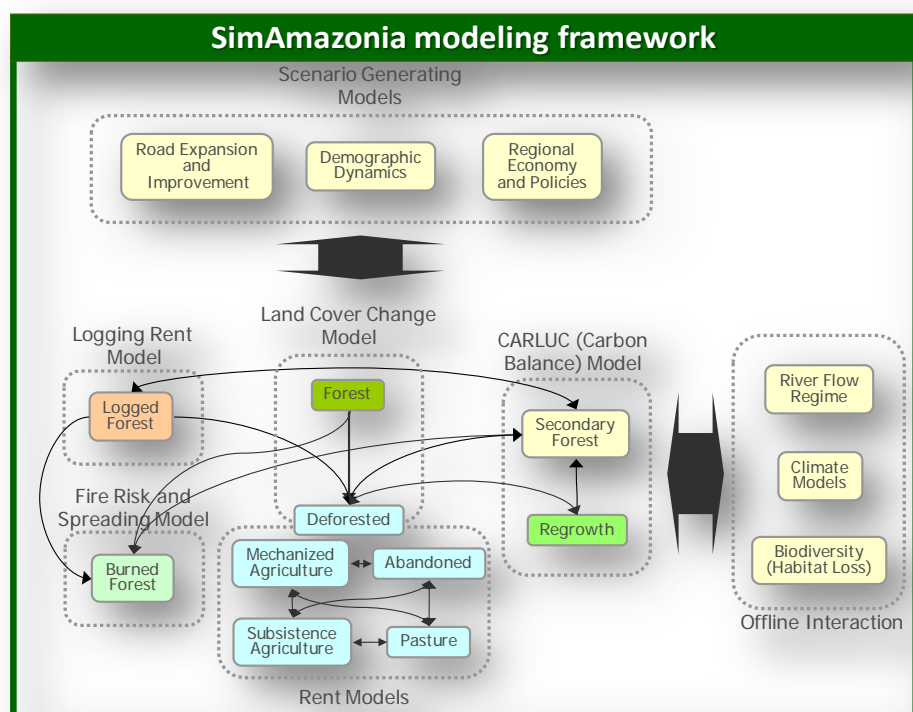 SimAmazonia modeling framework
Scenario Generating
Models
Road Expansion
and
Improvement
Demographic
Dynamics
Regional
Economy
and Policies
Land Cover Change
Model
Logging Rent
Model
CARLUC (Carbon
Balance) Model
Forest
Logged
Forest
Secondary
Forest
River Flow
Regime
Climate
Models
Fire Risk and
Spreading Model
Deforested
Regrowth
Mechanized
Agriculture
Abandoned
Burned
Forest
Biodiversity
(Habitat Loss)
Offline Interaction
Subsistence
Agriculture
Pasture
Rent Models